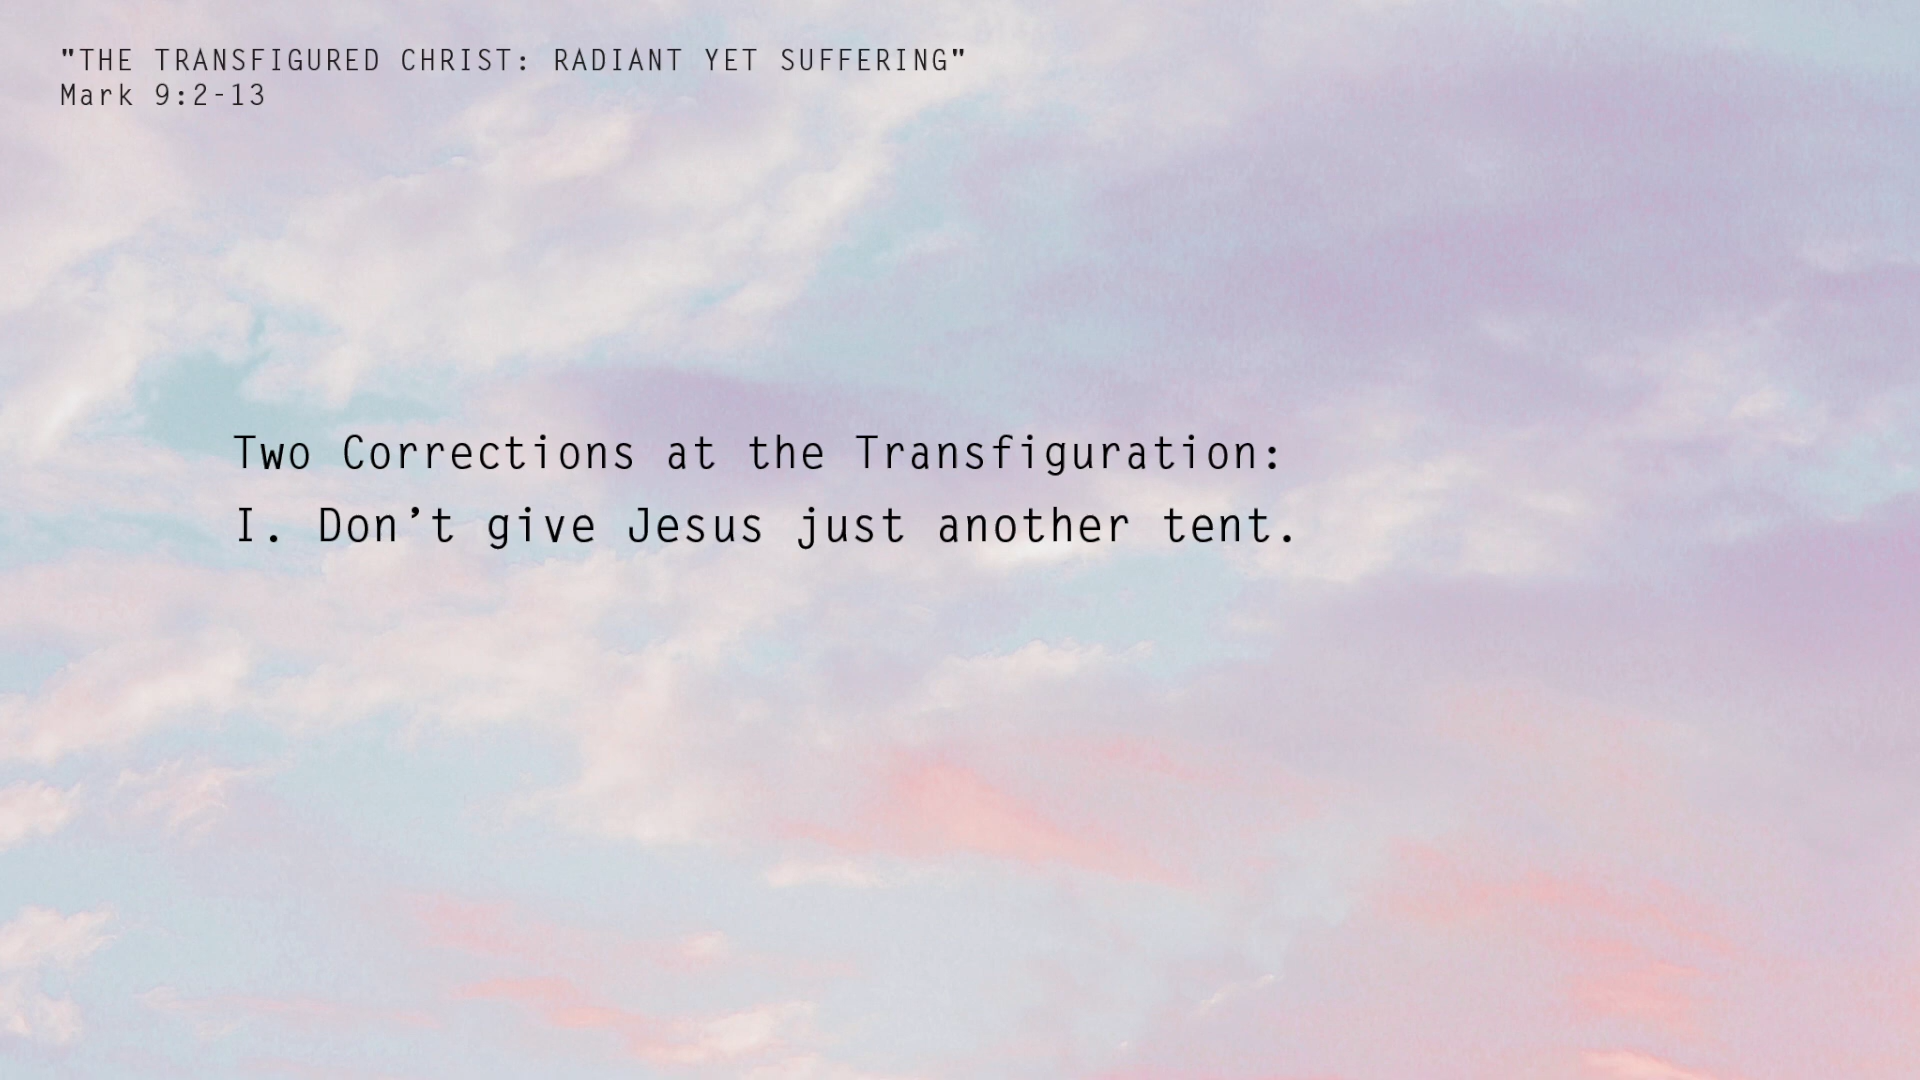 "THE TRANSFIGURED CHRIST: RADIANT YET SUFFERING"
Mark 9:2-13
Two Corrections at the Transfiguration:
I. Don’t give Jesus just another tent.